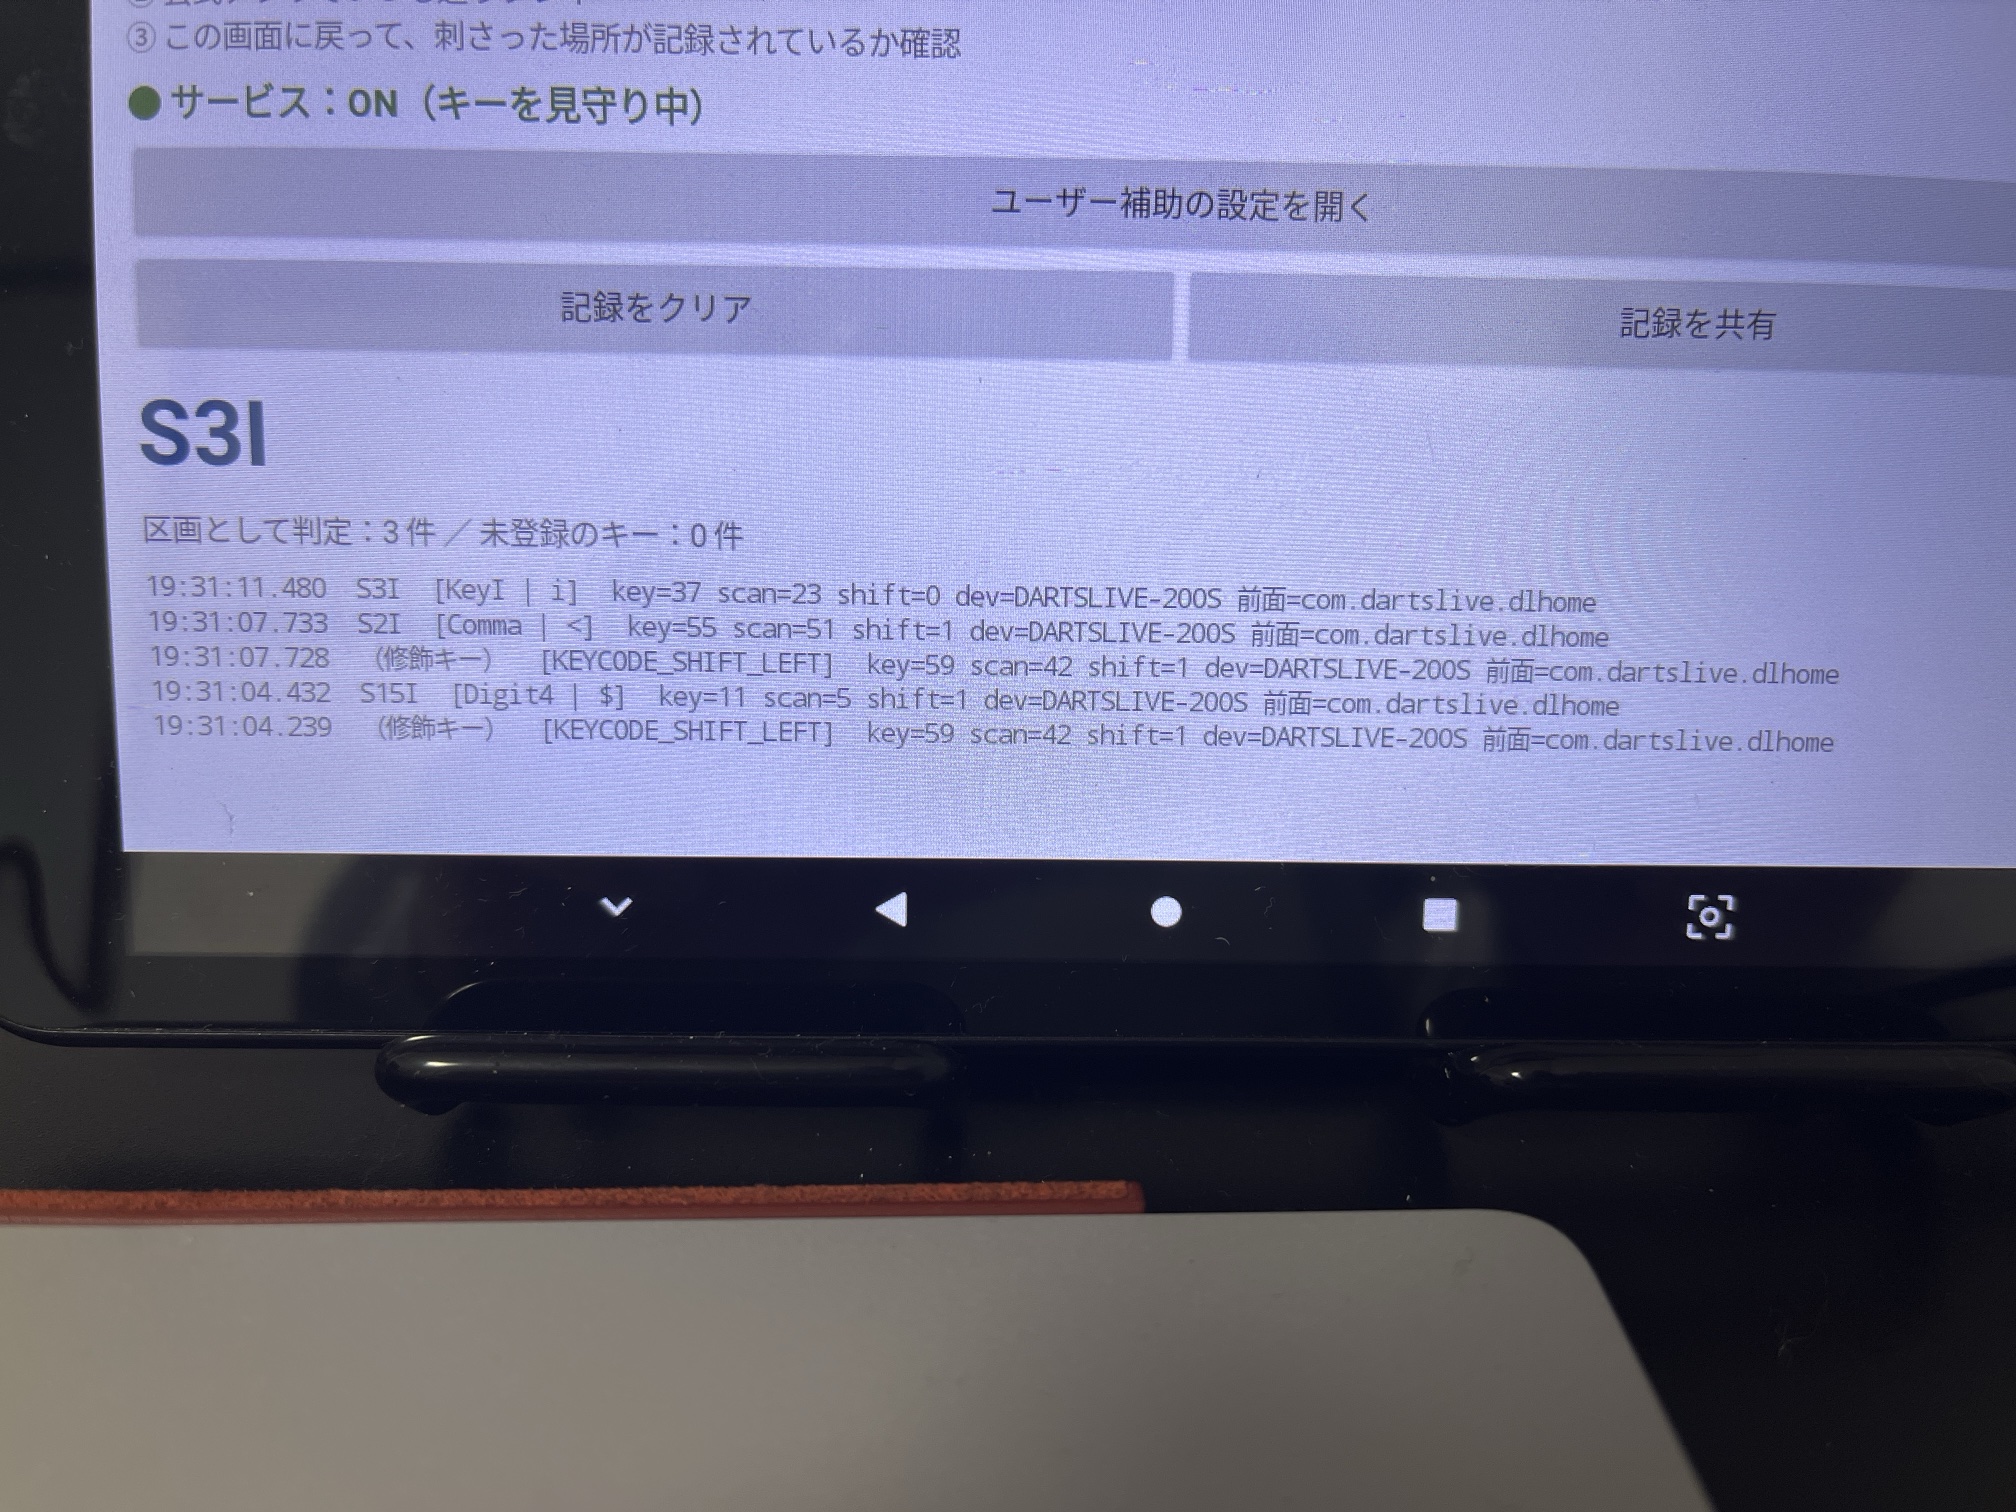 ③ この画面に戻って、刺さった場所が記録されているか確認
● サービス：ON（キーを見守り中）
ユーザー補助の設定を開く
記録をクリア
記録を共有
S3I
区画として判定：3 件 ／ 未登録のキー：0 件
19:31:11.480 S3I [KeyI | i] key=37 scan=23 shift=0 dev=DARTSLIVE-200S 前面=com.dartslive.dlhome
19:31:07.733 S2I [Comma | <] key=55 scan=51 shift=1 dev=DARTSLIVE-200S 前面=com.dartslive.dlhome
19:31:07.728 （修飾キー） [KEYCODE_SHIFT_LEFT] key=59 scan=42 shift=1 dev=DARTSLIVE-200S 前面=com.dartslive.dlhome
19:31:04.432 S15I [Digit4 | $] key=11 scan=5 shift=1 dev=DARTSLIVE-200S 前面=com.dartslive.dlhome
19:31:04.239 （修飾キー） [KEYCODE_SHIFT_LEFT] key=59 scan=42 shift=1 dev=DARTSLIVE-200S 前面=com.dartslive.dlhome